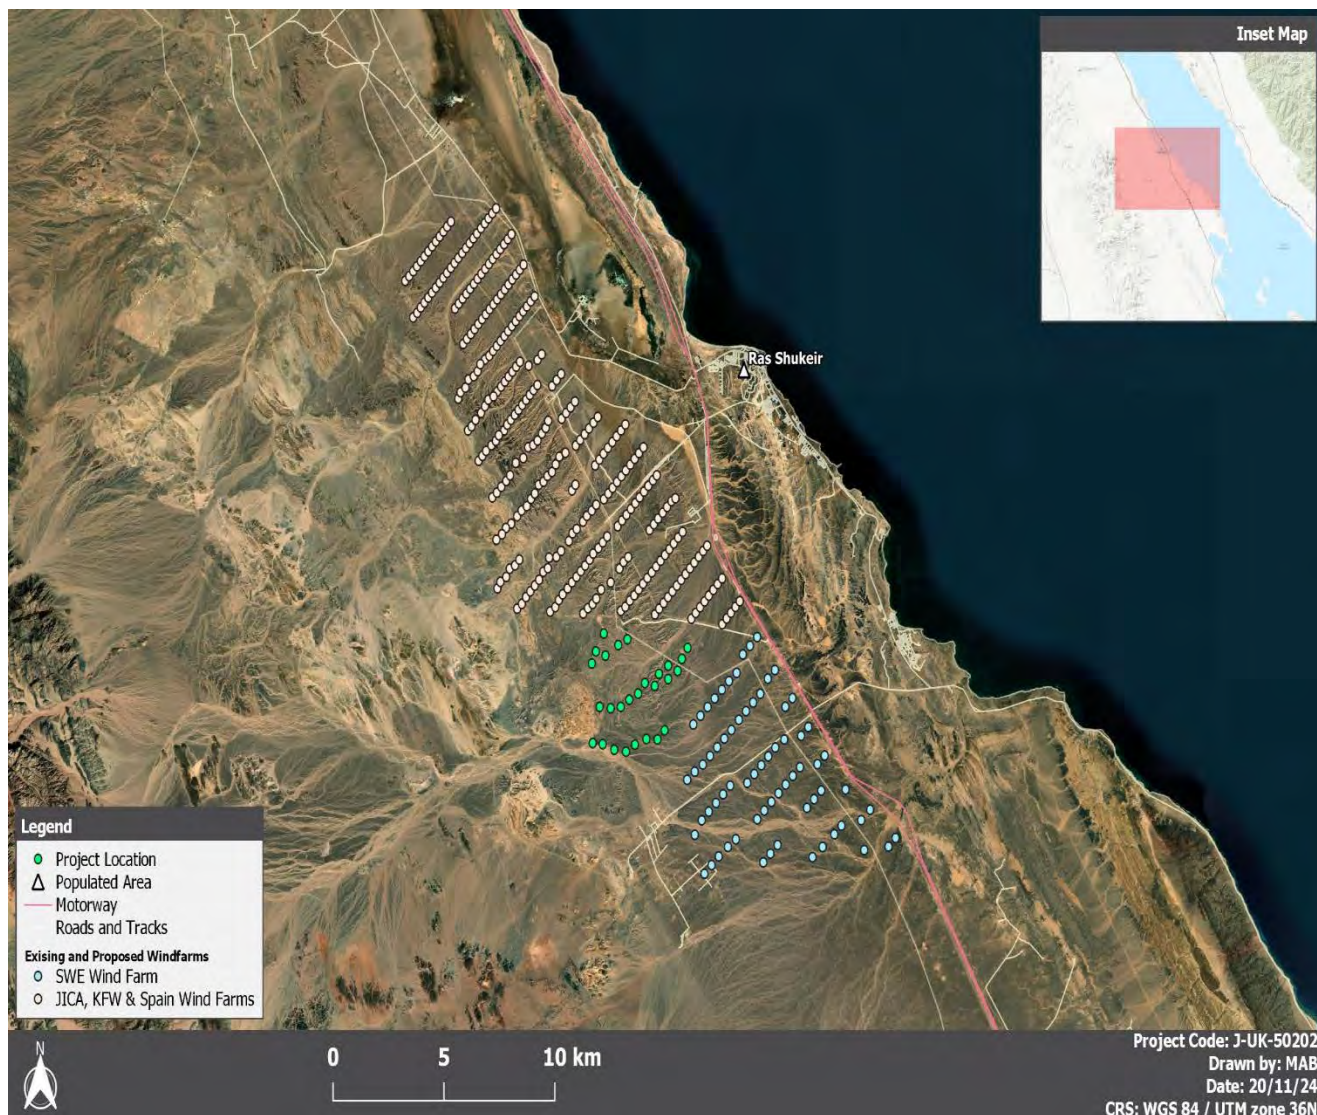 Inset Map
Ras Shukeir
Legend
Project Location
Populated Area
Motorway
Roads and Tracks
Exising and Proposed Windfarms
SWE Wind Farm
JICA, KFW & Spain Wind Farms
N
0 5 10 km
Project Code: J-UK-50202
Drawn by: MAB
Date: 20/11/24
CRS: WGS 84 / UTM zone 36N